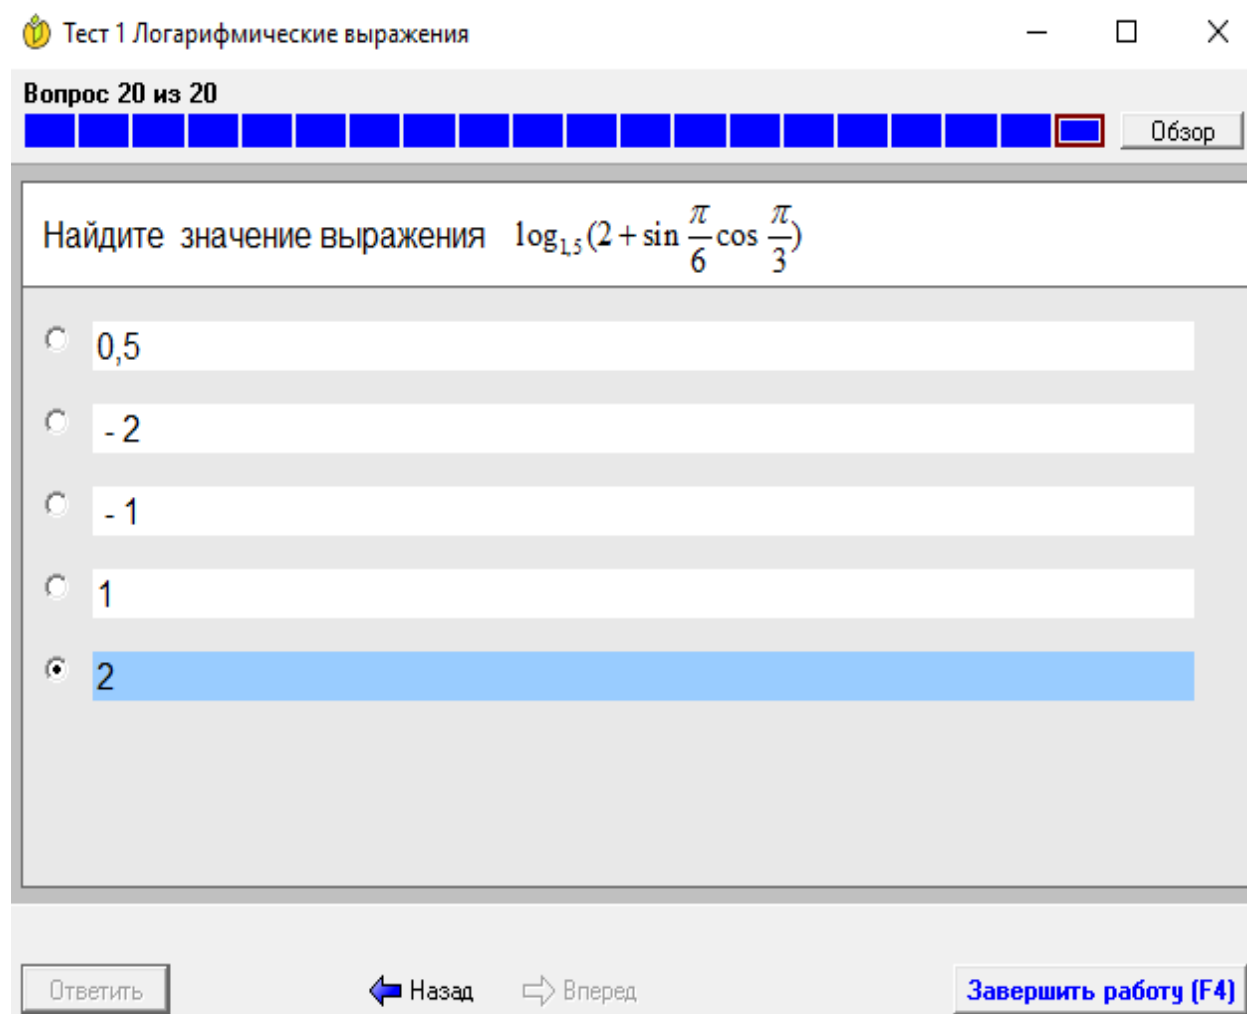 Тест 1 Логарифмические выражения
Вопрос 20 из 20
Обзор
Найдите значение выражения log₁,₅(2 + sin π/6 cos π/3)
0,5
- 2
- 1
1
2
Ответить Назад Вперед Завершить работу (F4)